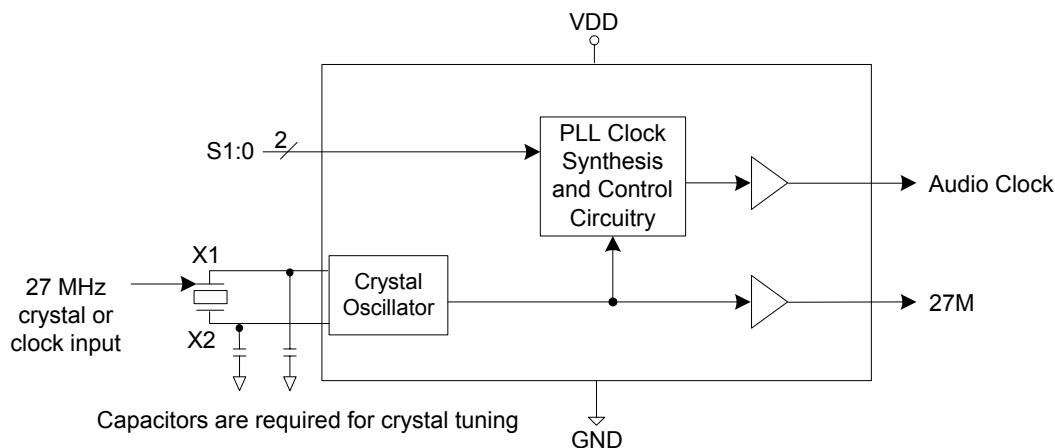 VDD
S1:0
2
PLL Clock
Synthesis
and Control
Circuitry
Audio Clock
X1
27 MHz
crystal or
clock input
X2
Crystal
Oscillator
27M
Capacitors are required for crystal tuning
GND